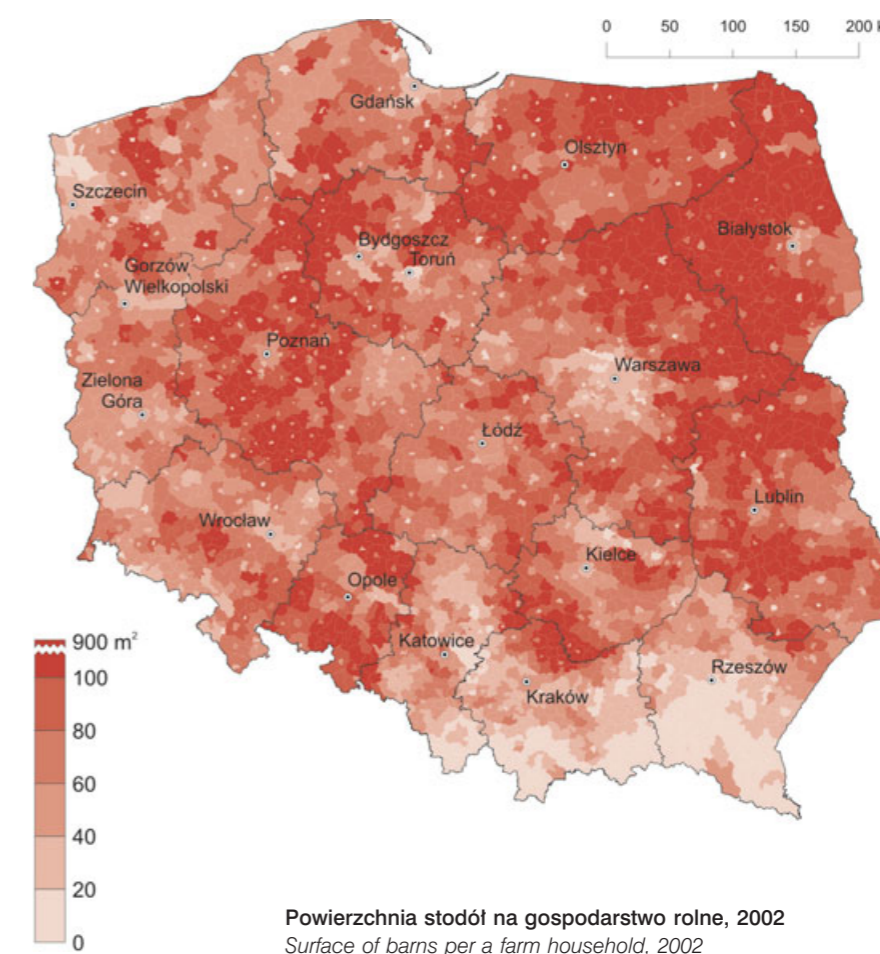 0 50 100 150 200 k
Gdańsk
Olsztyn
Szczecin
Białystok
Bydgoszcz
Toruń
Gorzów
Wielkopolski
Poznań
Warszawa
Zielona
Góra
Łódź
Lublin
Wrocław
Kielce
Opole
Katowice
Rzeszów
Kraków
900 m²
100
80
60
40
20
0
Powierzchnia stodół na gospodarstwo rolne, 2002
Surface of barns per a farm household, 2002